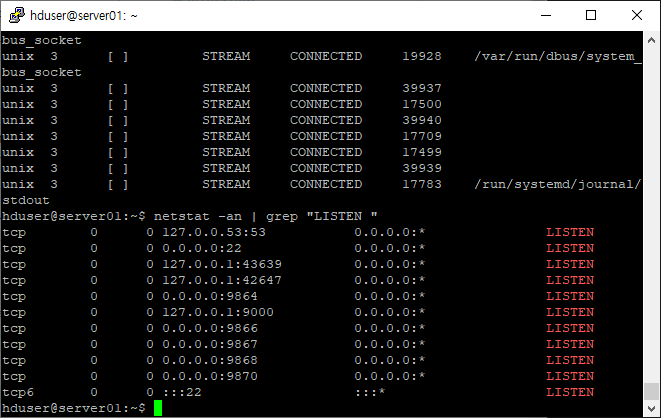 hduser@server01: ~
bus_socket
unix  3      [ ]         STREAM     CONNECTED     19928    /var/run/dbus/system_
bus_socket
unix  3      [ ]         STREAM     CONNECTED     39937
unix  3      [ ]         STREAM     CONNECTED     17500
unix  3      [ ]         STREAM     CONNECTED     39940
unix  3      [ ]         STREAM     CONNECTED     17709
unix  3      [ ]         STREAM     CONNECTED     17499
unix  3      [ ]         STREAM     CONNECTED     39939
unix  3      [ ]         STREAM     CONNECTED     17783    /run/systemd/journal/
stdout
hduser@server01:~$ netstat -an | grep "LISTEN "
tcp        0      0 127.0.0.53:53           0.0.0.0:*               LISTEN
tcp        0      0 0.0.0.0:22              0.0.0.0:*               LISTEN
tcp        0      0 127.0.0.1:43639         0.0.0.0:*               LISTEN
tcp        0      0 127.0.0.1:42647         0.0.0.0:*               LISTEN
tcp        0      0 0.0.0.0:9864            0.0.0.0:*               LISTEN
tcp        0      0 127.0.0.1:9000          0.0.0.0:*               LISTEN
tcp        0      0 0.0.0.0:9866            0.0.0.0:*               LISTEN
tcp        0      0 0.0.0.0:9867            0.0.0.0:*               LISTEN
tcp        0      0 0.0.0.0:9868            0.0.0.0:*               LISTEN
tcp        0      0 0.0.0.0:9870            0.0.0.0:*               LISTEN
tcp6       0      0 :::22                   :::*                    LISTEN
hduser@server01:~$